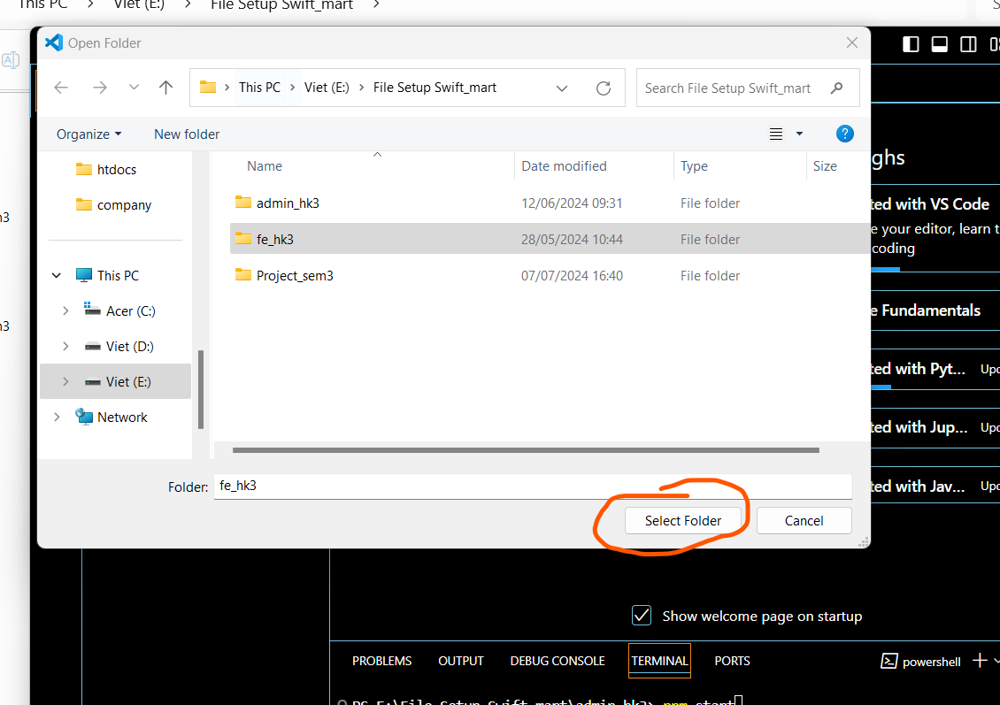 This PC > Viet (E:) > File Setup Swift_mart >
Open Folder
This PC > Viet (E:) > File Setup Swift_mart
Search File Setup Swift_mart
Organize
New folder
Name
Date modified
Type
Size
htdocs
company
This PC
Acer (C:)
Viet (D:)
Viet (E:)
Network
admin_hk3 12/06/2024 09:31 File folder
fe_hk3 28/05/2024 10:44 File folder
Project_sem3 07/07/2024 16:40 File folder
Folder: fe_hk3
Select Folder
Cancel
ghs
ted with VS Code
e your editor, learn t
coding
e Fundamentals
ted with Pyt... Upd
ted with Jup... Upd
ted with Jav... Upd
Show welcome page on startup
PROBLEMS OUTPUT DEBUG CONSOLE TERMINAL PORTS
powershell
PS E:\File Setup Swift_mart\admin_hk3> npm start